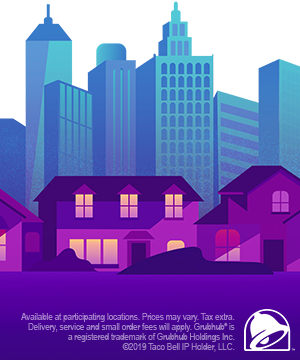 Available at participating locations. Prices may vary. Tax extra.
Delivery, service and small order fees will apply. Grubhub® is
a registered trademark of Grubhub Holdings Inc.
©2019 Taco Bell IP Holder, LLC.